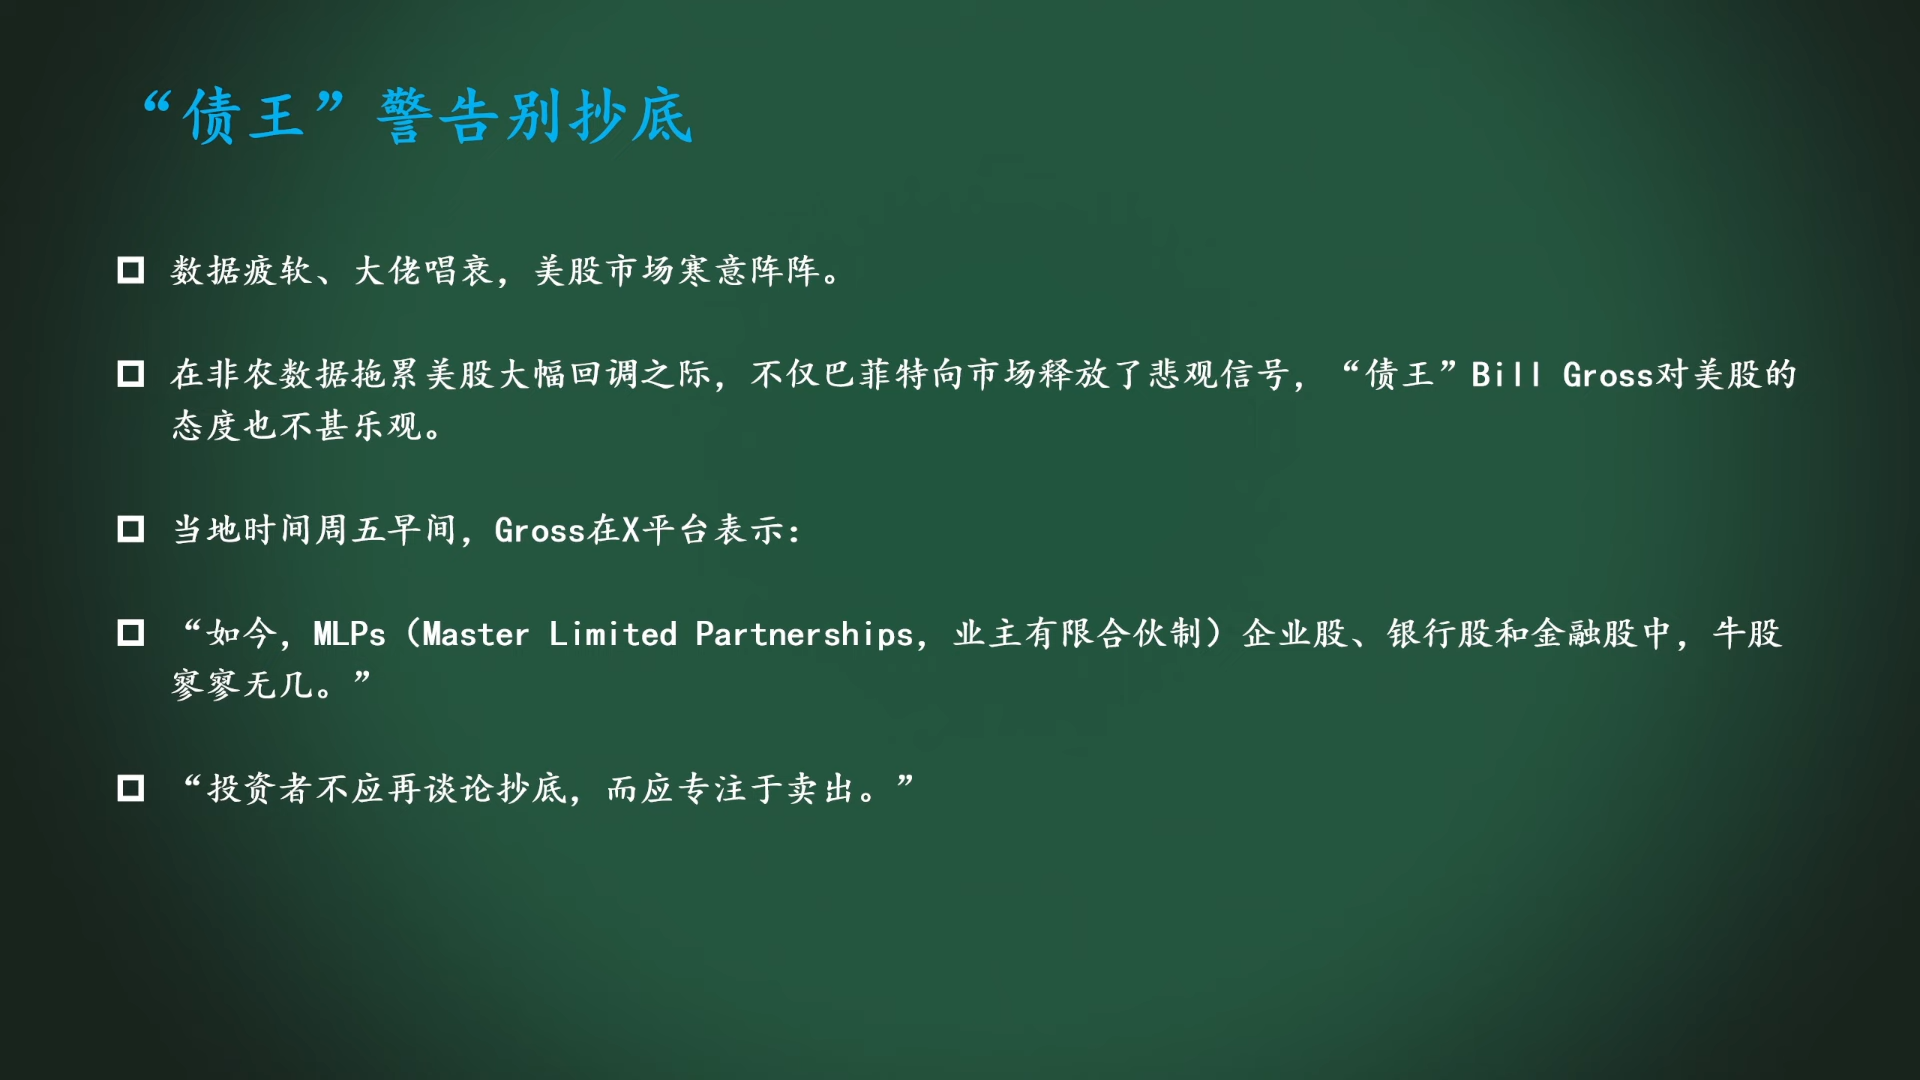 “债王”警告别抄底
数据疲软、大佬唱衰，美股市场寒意阵阵。
在非农数据拖累美股大幅回调之际，不仅巴菲特向市场释放了悲观信号，“债王”Bill Gross对美股的
态度也不甚乐观。
当地时间周五早间，Gross在X平台表示：
“如今，MLPs（Master Limited Partnerships，业主有限合伙制）企业股、银行股和金融股中，牛股
寥寥无几。”
“投资者不应再谈论抄底，而应专注于卖出。”